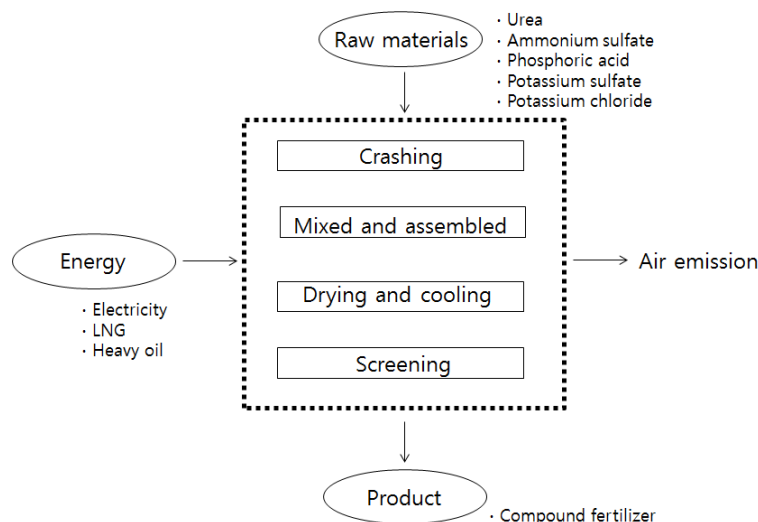 Raw materials
· Urea
· Ammonium sulfate
· Phosphoric acid
· Potassium sulfate
· Potassium chloride
Crashing
Mixed and assembled
Energy
Air emission
· Electricity
· LNG
· Heavy oil
Drying and cooling
Screening
Product
· Compound fertilizer